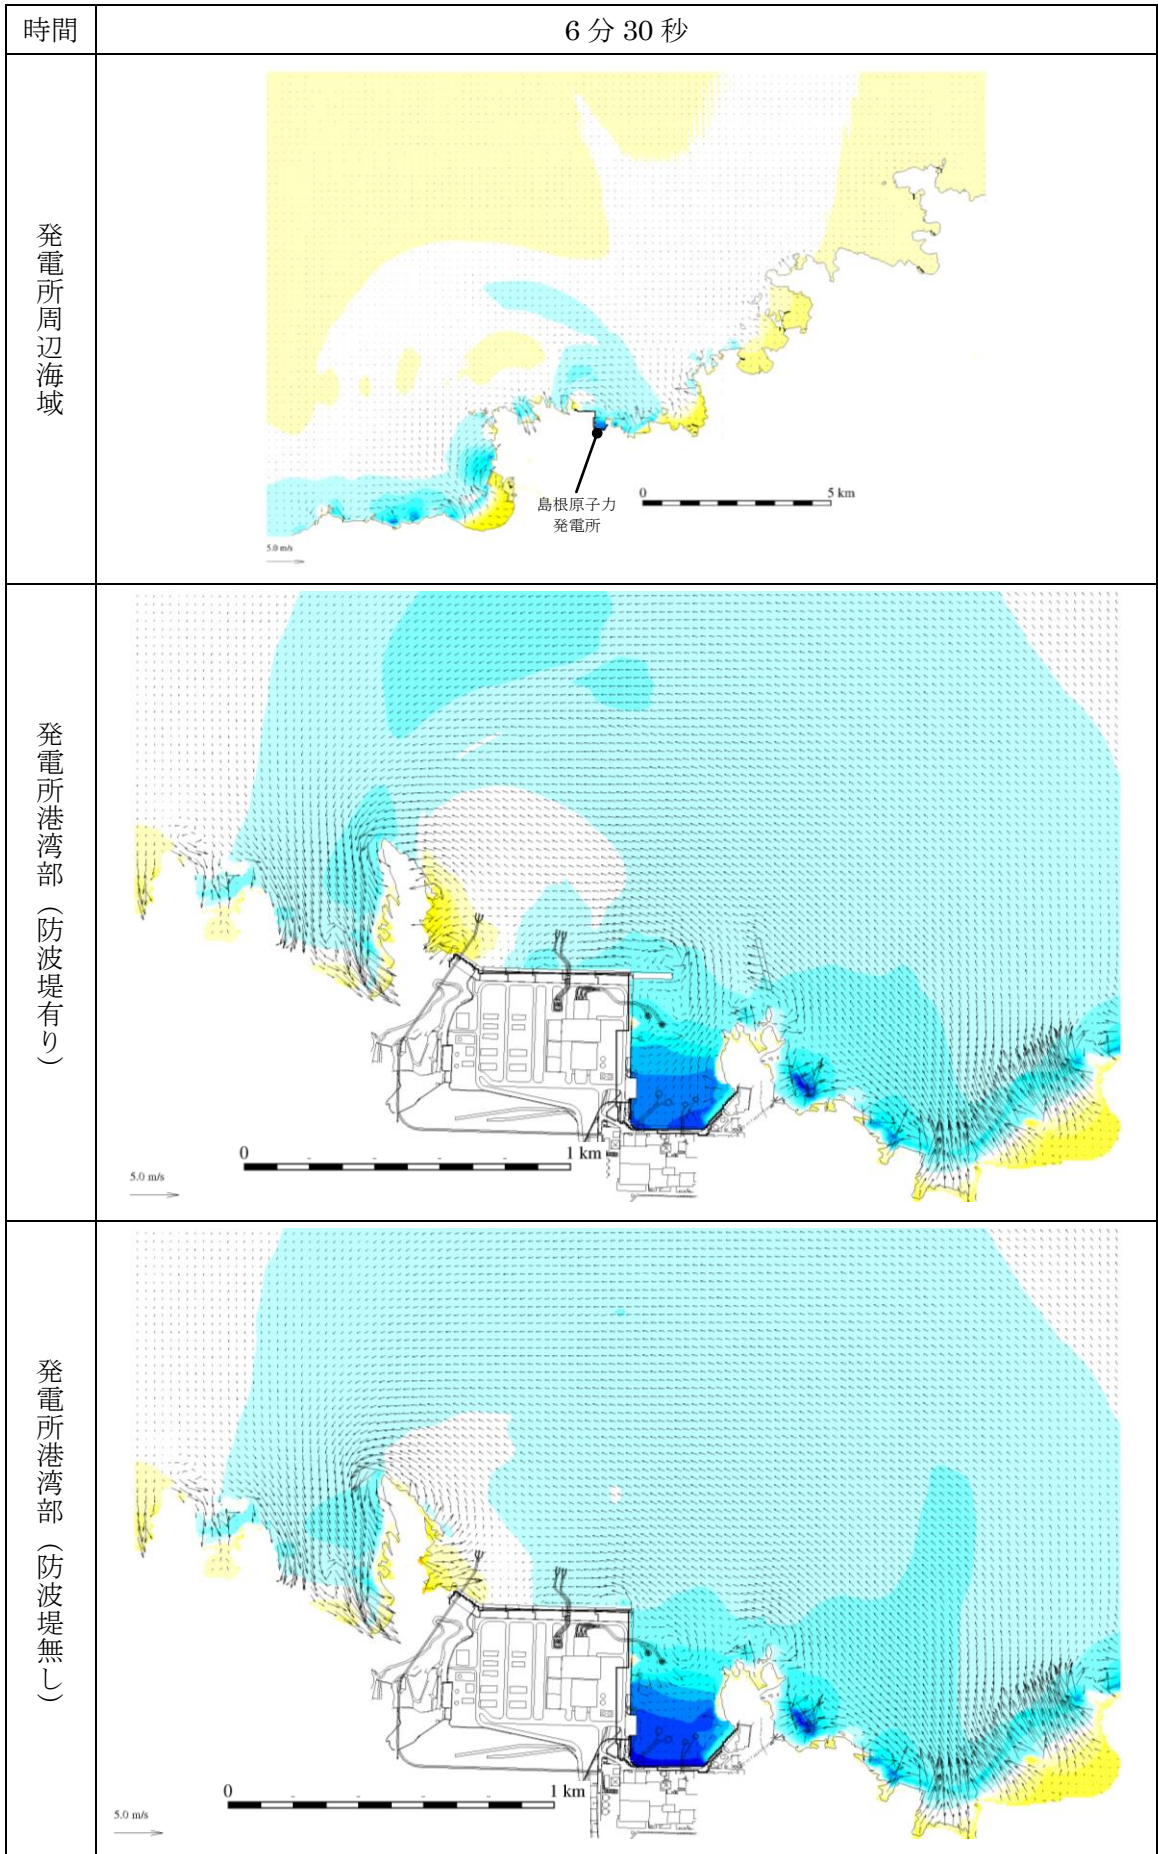 時間
6 分 30 秒
発電所周辺海域
島根原子力
発電所
0
5 km
5.0 m/s
発電所港湾部（防波堤有り）
0
1 km
5.0 m/s
発電所港湾部（防波堤無し）
0
1 km
5.0 m/s